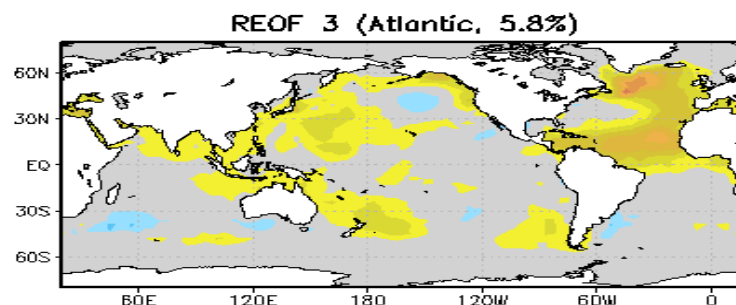 REOF 3 (Atlantic, 5.8%)
60N
30N
EQ
30S
60S
60E 120E 180 120W 60W 0